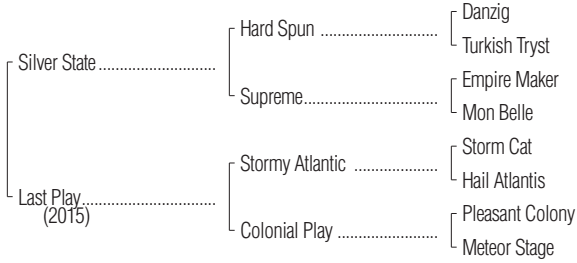 Danzig
Hard Spun ........................
Turkish Tryst
Silver State ........................
Empire Maker
Supreme ...........................
Mon Belle
Storm Cat
Stormy Atlantic .................
Hail Atlantis
Last Play ...........................
(2015)
Pleasant Colony
Colonial Play ....................
Meteor Stage